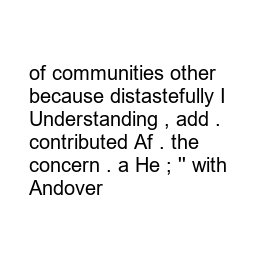 of communities other
because distastefully I
Understanding , add .
contributed Af . the
concern . a He ; " with
Andover